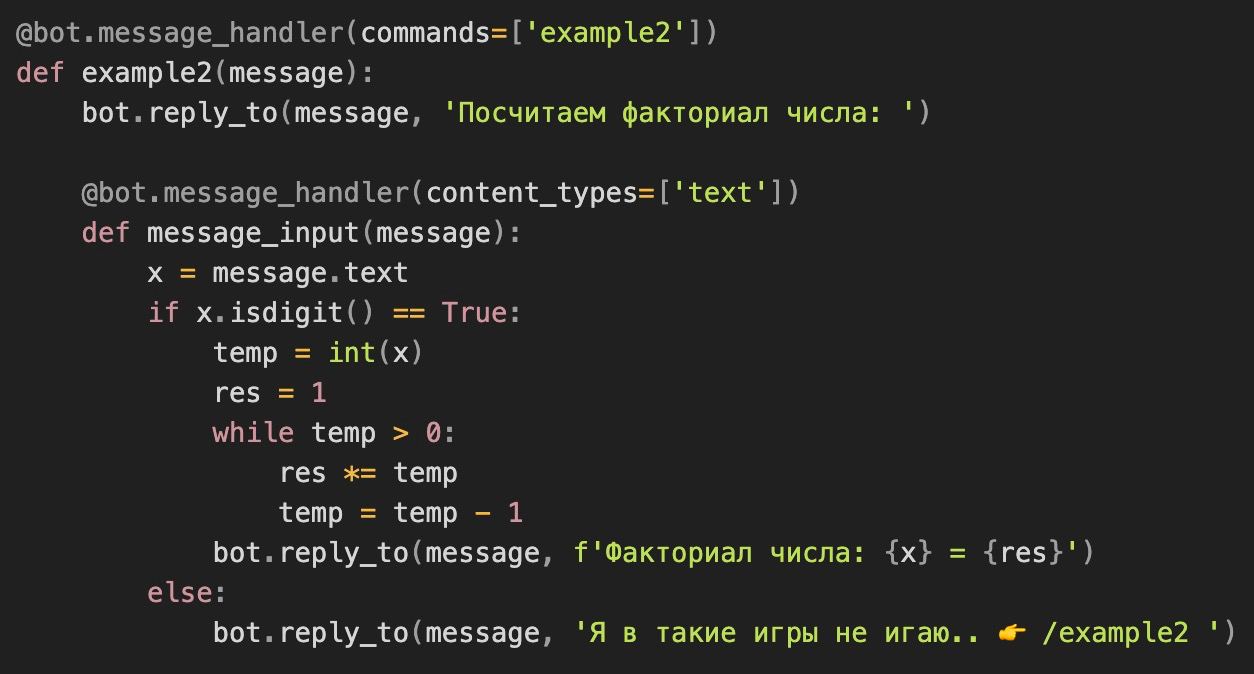 @bot.message_handler(commands=['example2'])
def example2(message):
    bot.reply_to(message, 'Посчитаем факториал числа: ')

    @bot.message_handler(content_types=['text'])
    def message_input(message):
        x = message.text
        if x.isdigit() == True:
            temp = int(x)
            res = 1
            while temp > 0:
                res *= temp
                temp = temp - 1
            bot.reply_to(message, f'Факториал числа: {x} = {res}')
        else:
            bot.reply_to(message, 'Я в такие игры не игаю.. 👉 /example2 ')